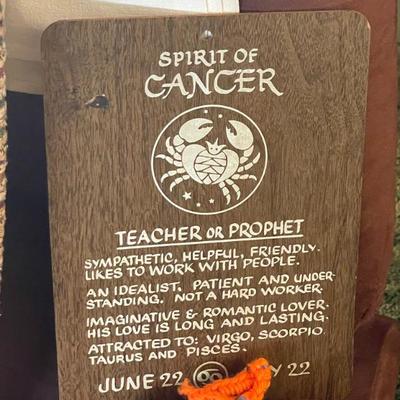 SPIRIT OF
CANCER
TEACHER OR PROPHET
SYMPATHETIC, HELPFUL, FRIENDLY.
LIKES TO WORK WITH PEOPLE.
AN IDEALIST. PATIENT AND UNDER-
STANDING. NOT A HARD WORKER.
IMAGINATIVE & ROMANTIC LOVER.
HIS LOVE IS LONG AND LASTING.
ATTRACTED TO: VIRGO, SCORPIO
TAURUS AND PISCES.
JUNE 22 Y 22